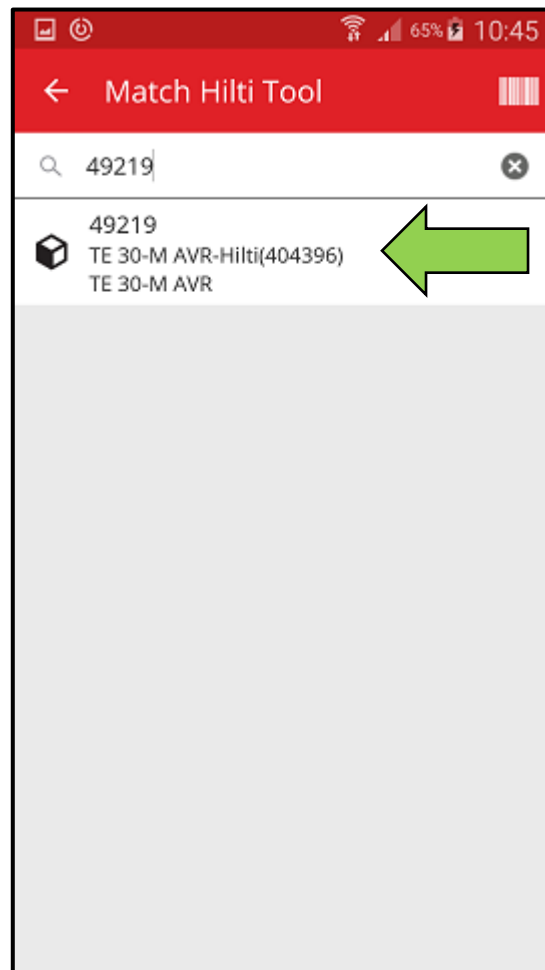 65% 10:45
Match Hilti Tool
49219
49219
TE 30-M AVR-Hilti(404396)
TE 30-M AVR